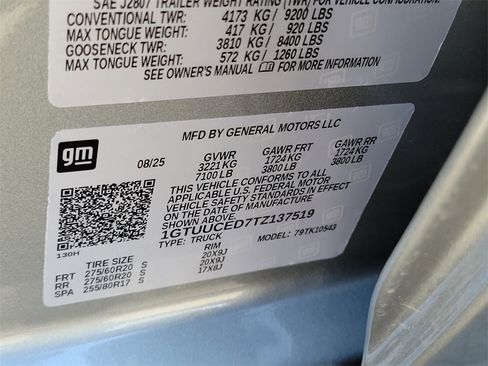 SAE J2807 TRAILER WEIGHT RATING (TWR) FOR VEHICLE CONFIGURATION:
CONVENTIONAL TWR: 4173 KG / 9200 LBS
MAX TONGUE WEIGHT: 417 KG / 920 LBS
GOOSENECK TWR: 3810 KG / 8400 LBS
MAX TONGUE WEIGHT: 572 KG / 1260 LBS
SEE OWNER'S MANUAL FOR MORE INFORMATION
gm
MFD BY GENERAL MOTORS LLC
08/25 GVWR GAWR FRT GAWR RR
3221 KG 1724 KG 1724 KG
7100 LB 3800 LB 3800 LB
THIS VEHICLE CONFORMS TO ALL
APPLICABLE U.S. FEDERAL MOTOR
VEHICLE SAFETY STANDARDS IN EFFECT
ON THE DATE OF MANUFACTURE
SHOWN ABOVE.
1GTUUCED7TZ137519
TYPE: TRUCK MODEL: 79TK10543
130H
TIRE SIZE RIM
FRT 275/60R20 S 20X9J
RR 275/60R20 S 20X9J
SPA 255/80R17 S 17X8J